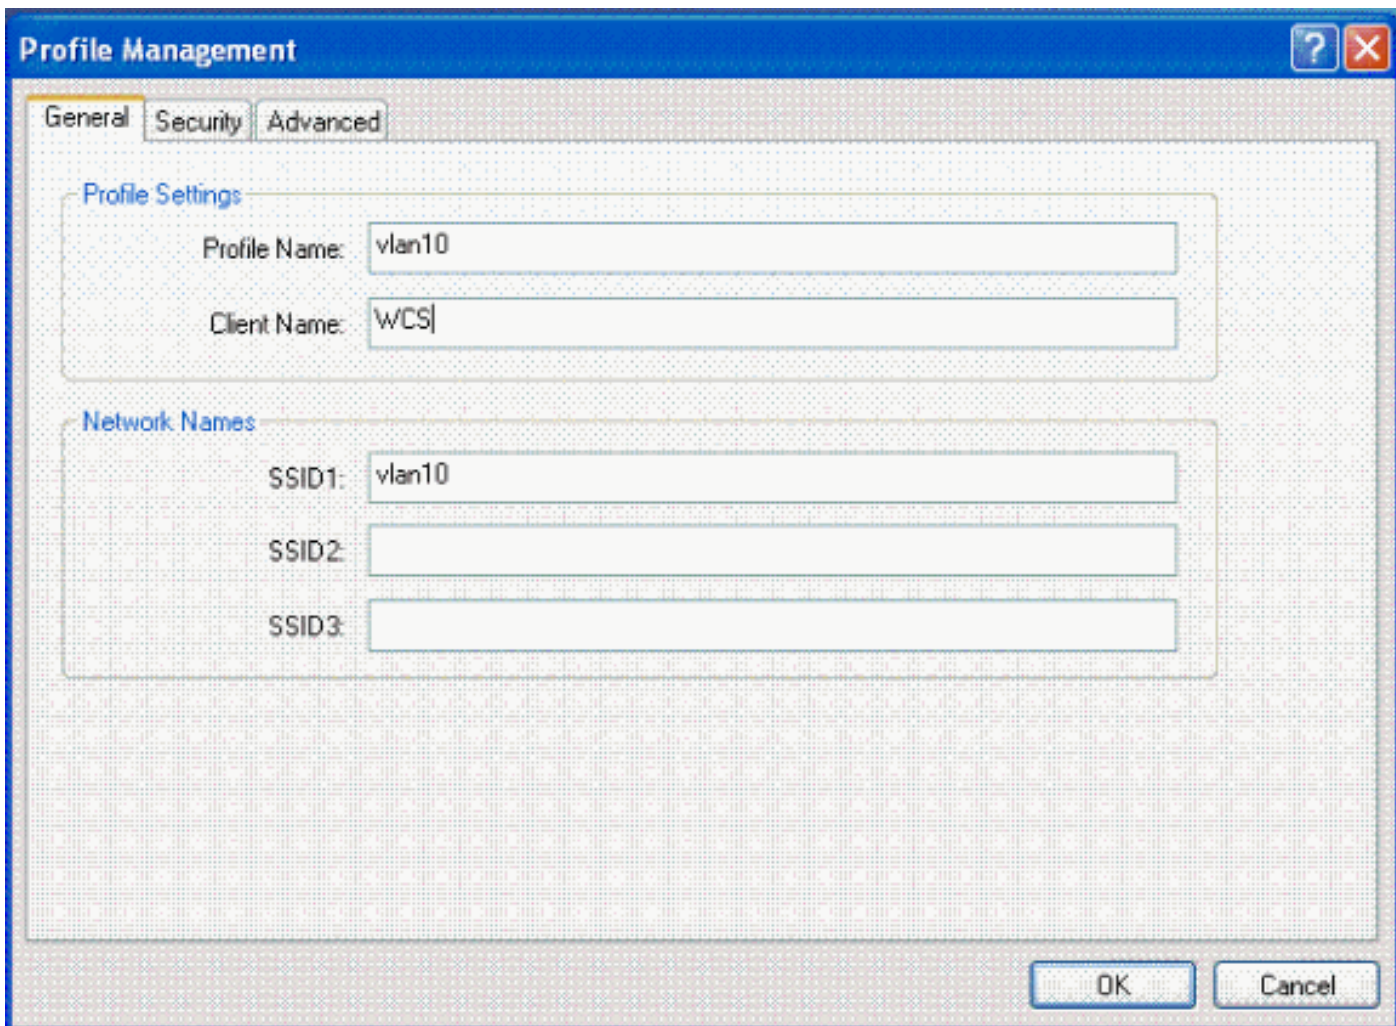 Profile Management
General Security Advanced
Profile Settings
Profile Name: vlan10
Client Name: WCS
Network Names
SSID1: vlan10
SSID2:
SSID3:
OK Cancel